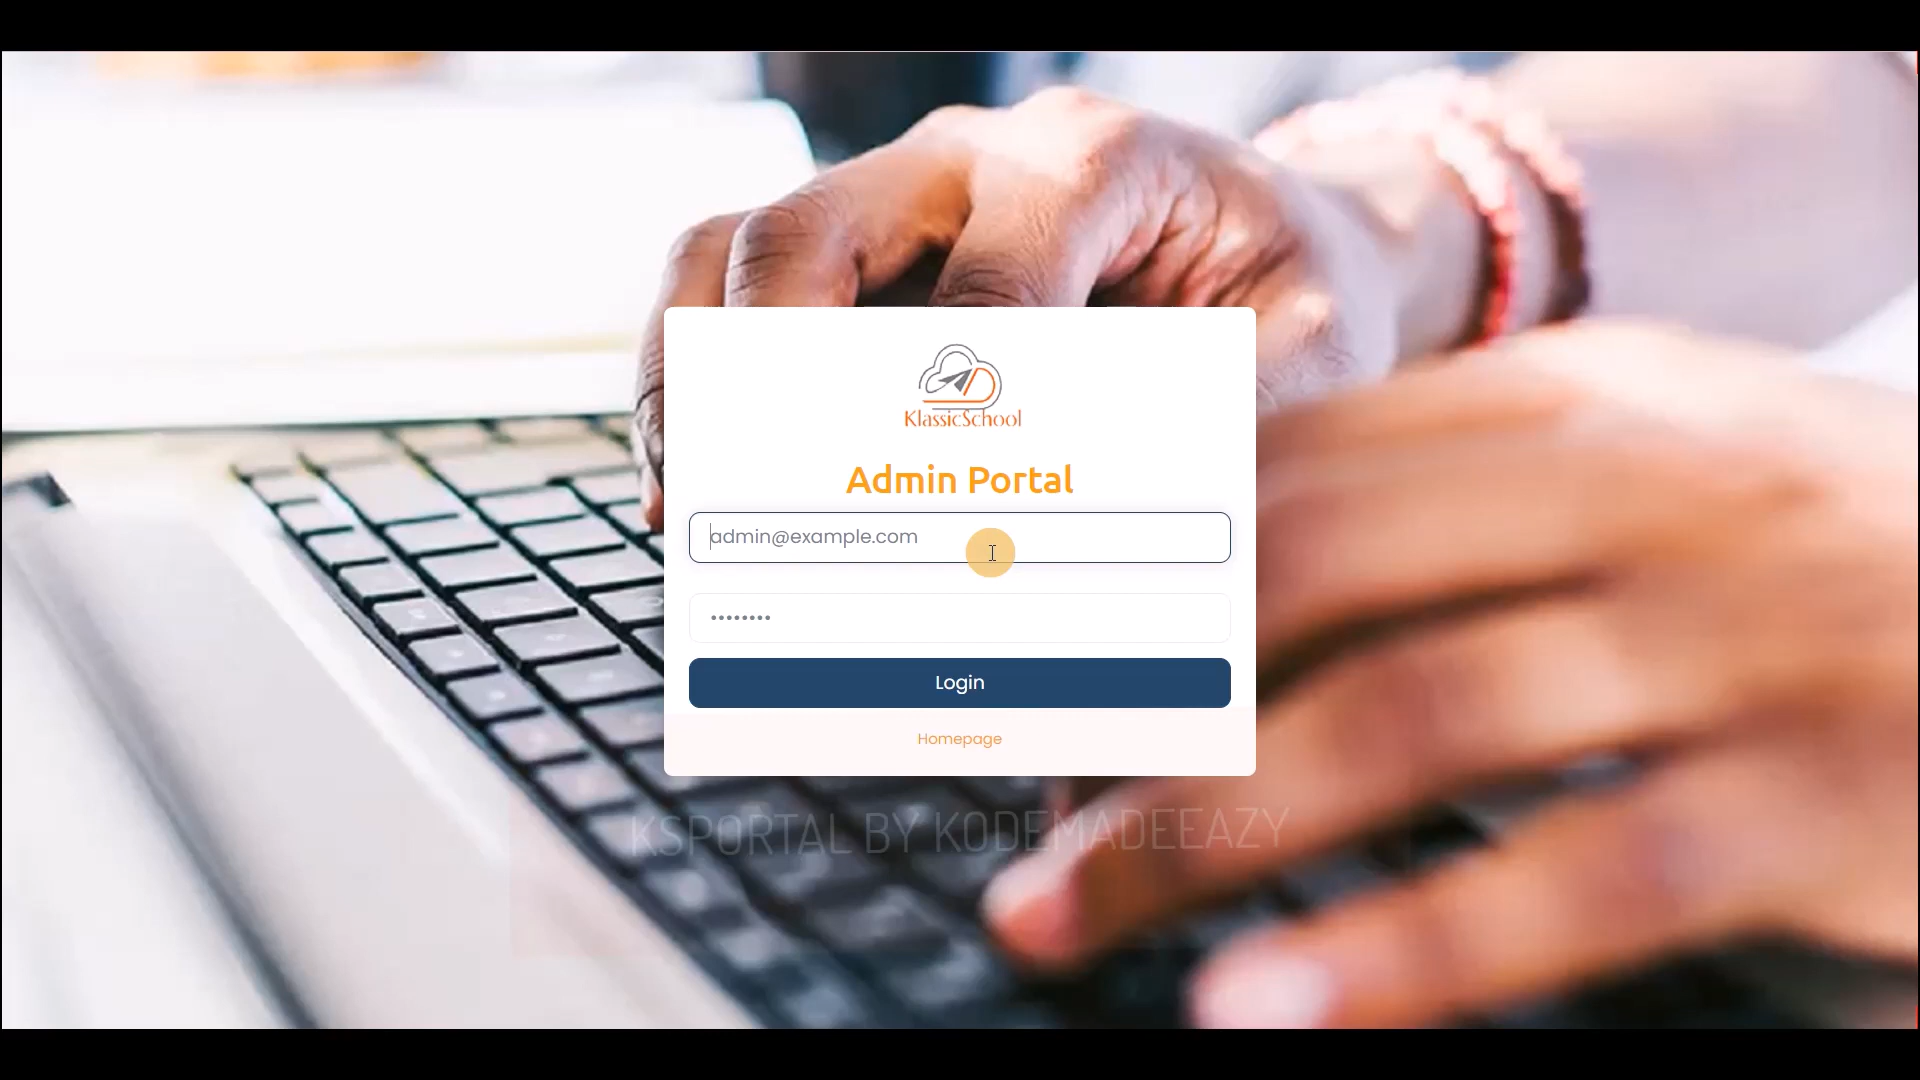 KlassicSchool
Admin Portal
admin@example.com
••••••••
Login
Homepage
KSPORTAL BY KODEMADEEAZY